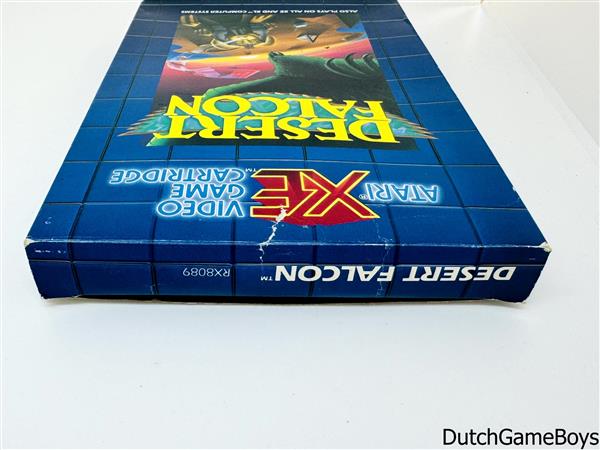 DESERT FALCON™
RX8089
ATARI® XE
VIDEO
GAME
CARTRIDGE™
DESERT
FALCON
ALSO PLAYS ON ALL XE AND XL™ COMPUTER SYSTEMS
DutchGameBoys